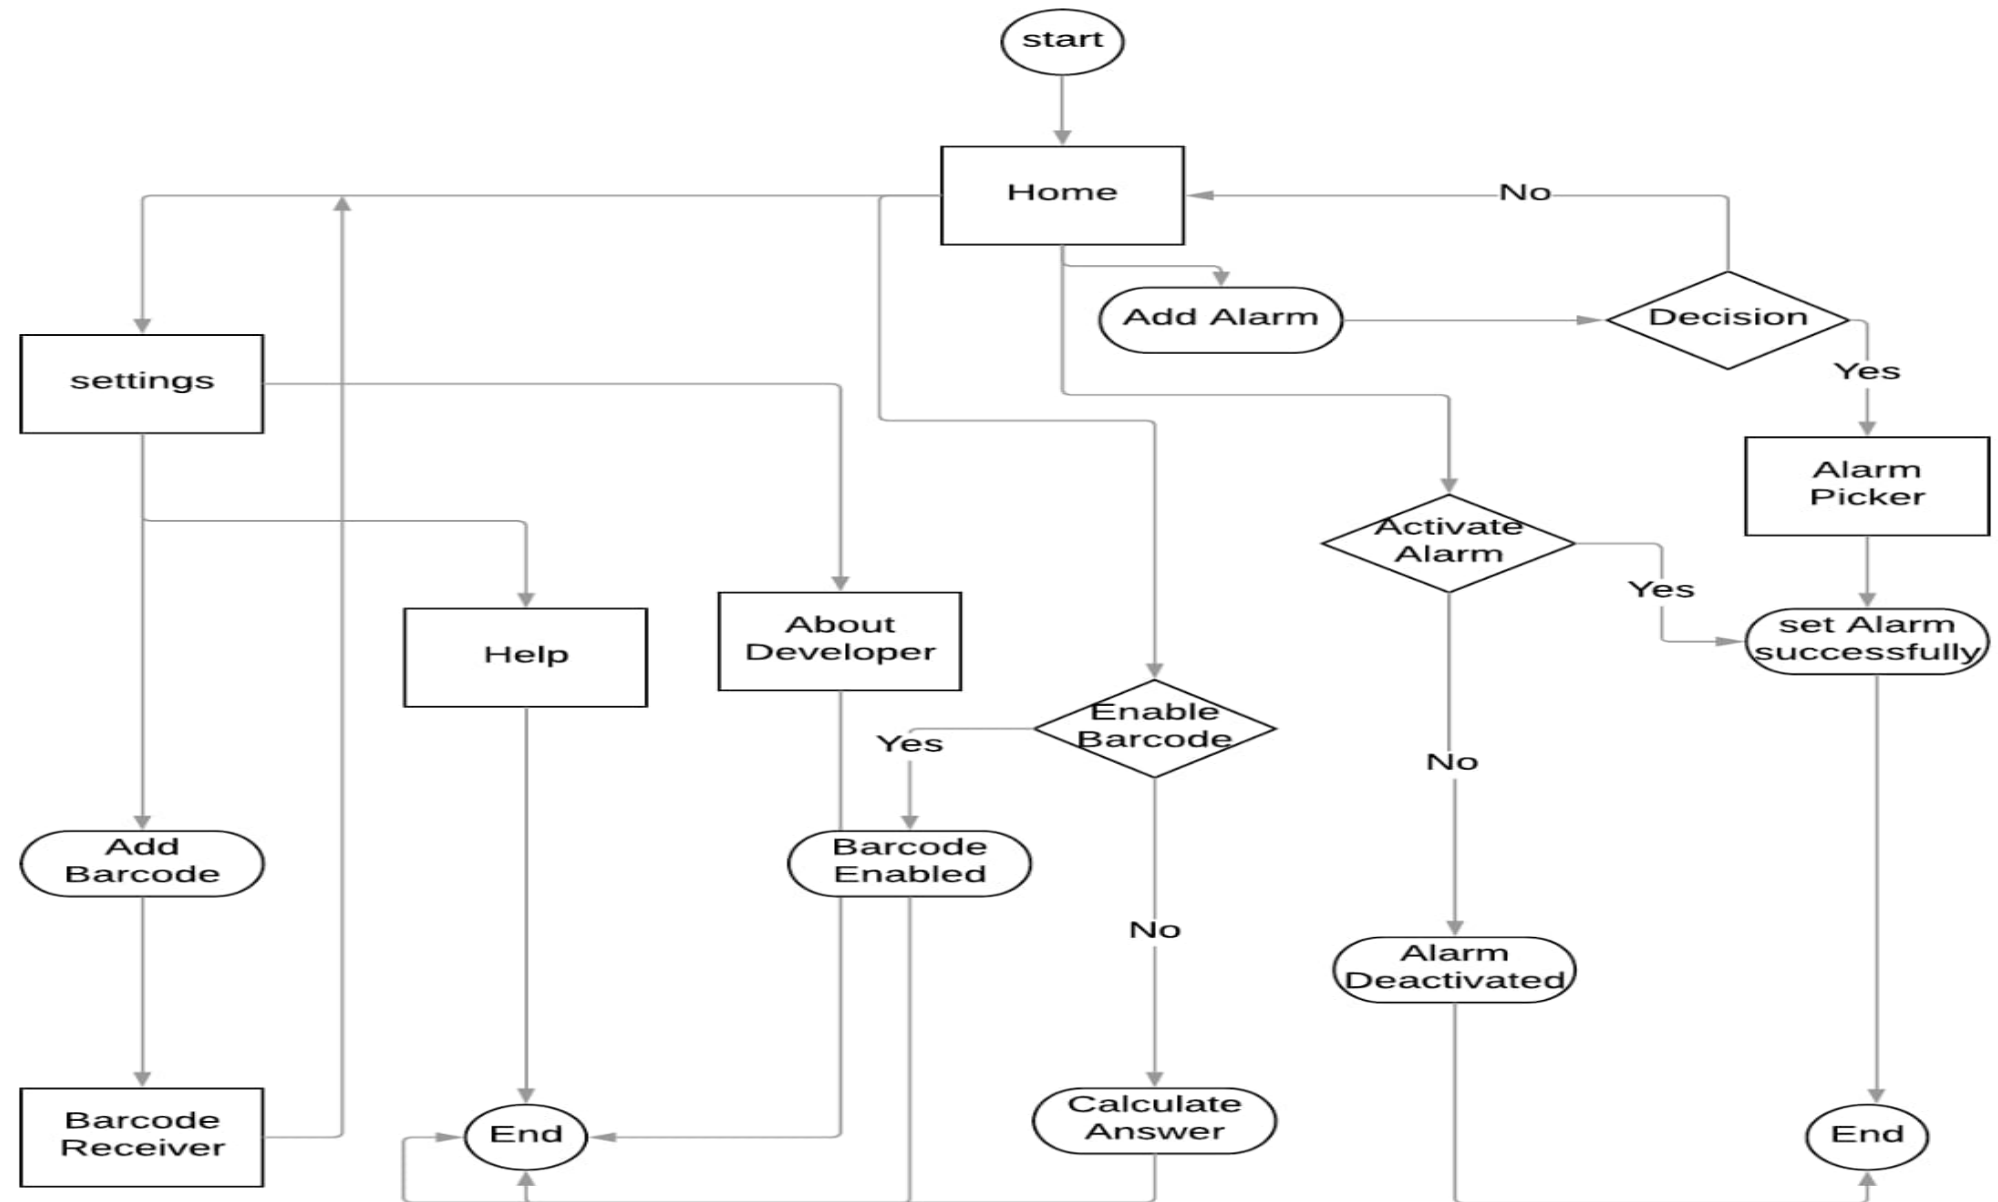 start
Home
No
Add Alarm
Decision
Yes
settings
Alarm
Picker
Activate
Alarm
Yes
Help
About
Developer
set Alarm
successfully
Enable
Barcode
Yes
No
Add
Barcode
Barcode
Enabled
No
Alarm
Deactivated
Barcode
Receiver
End
Calculate
Answer
End